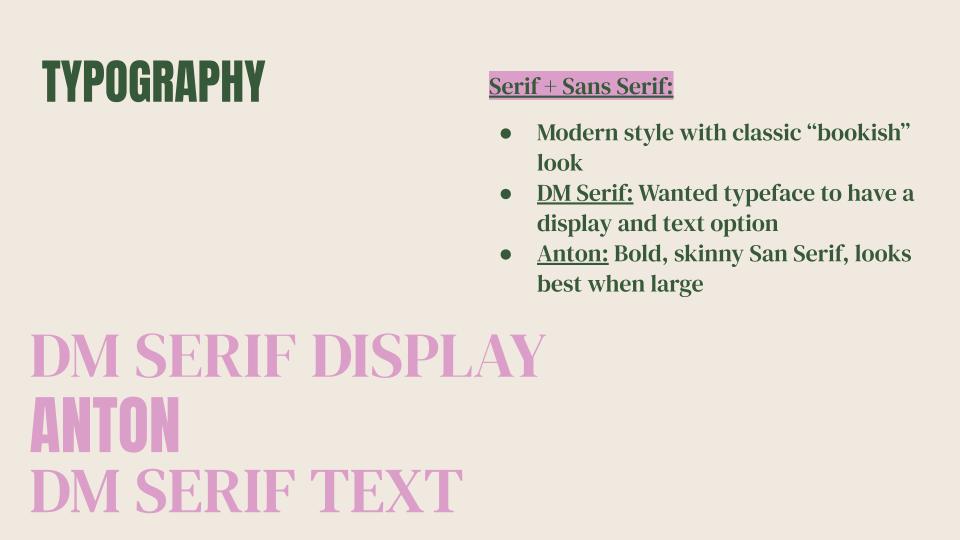 TYPOGRAPHY
Serif + Sans Serif:
● Modern style with classic “bookish”
look
● DM Serif: Wanted typeface to have a
display and text option
● Anton: Bold, skinny San Serif, looks
best when large
DM SERIF DISPLAY
ANTON
DM SERIF TEXT